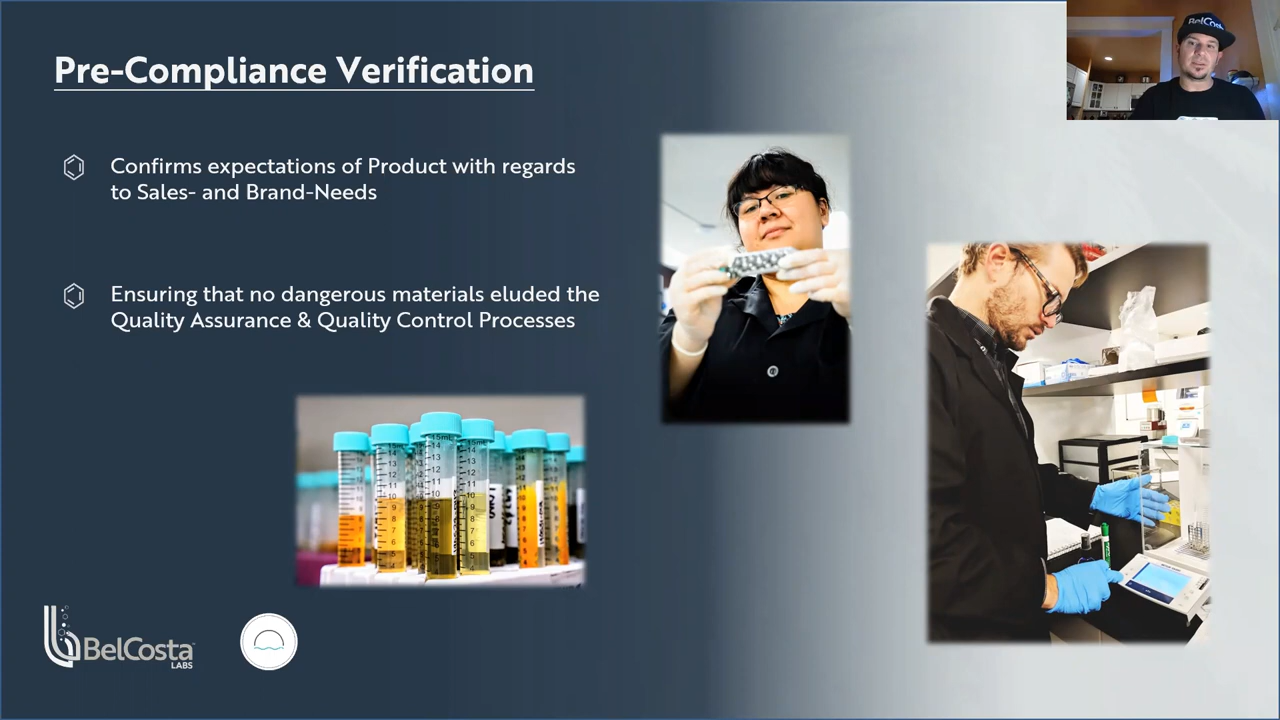 Pre-Compliance Verification
BelCos
Confirms expectations of Product with regards
to Sales- and Brand-Needs
Ensuring that no dangerous materials eluded the
Quality Assurance & Quality Control Processes
BelCosta
LABS